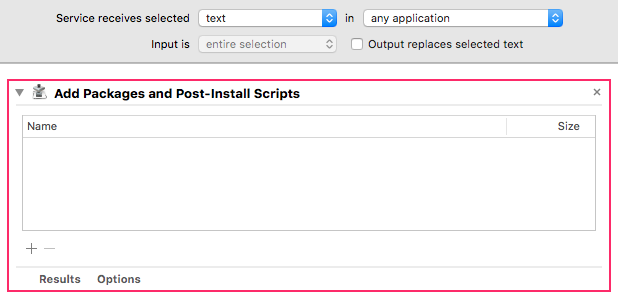 Service receives selected text in any application
Input is entire selection Output replaces selected text
Add Packages and Post-Install Scripts
Name Size
Results Options